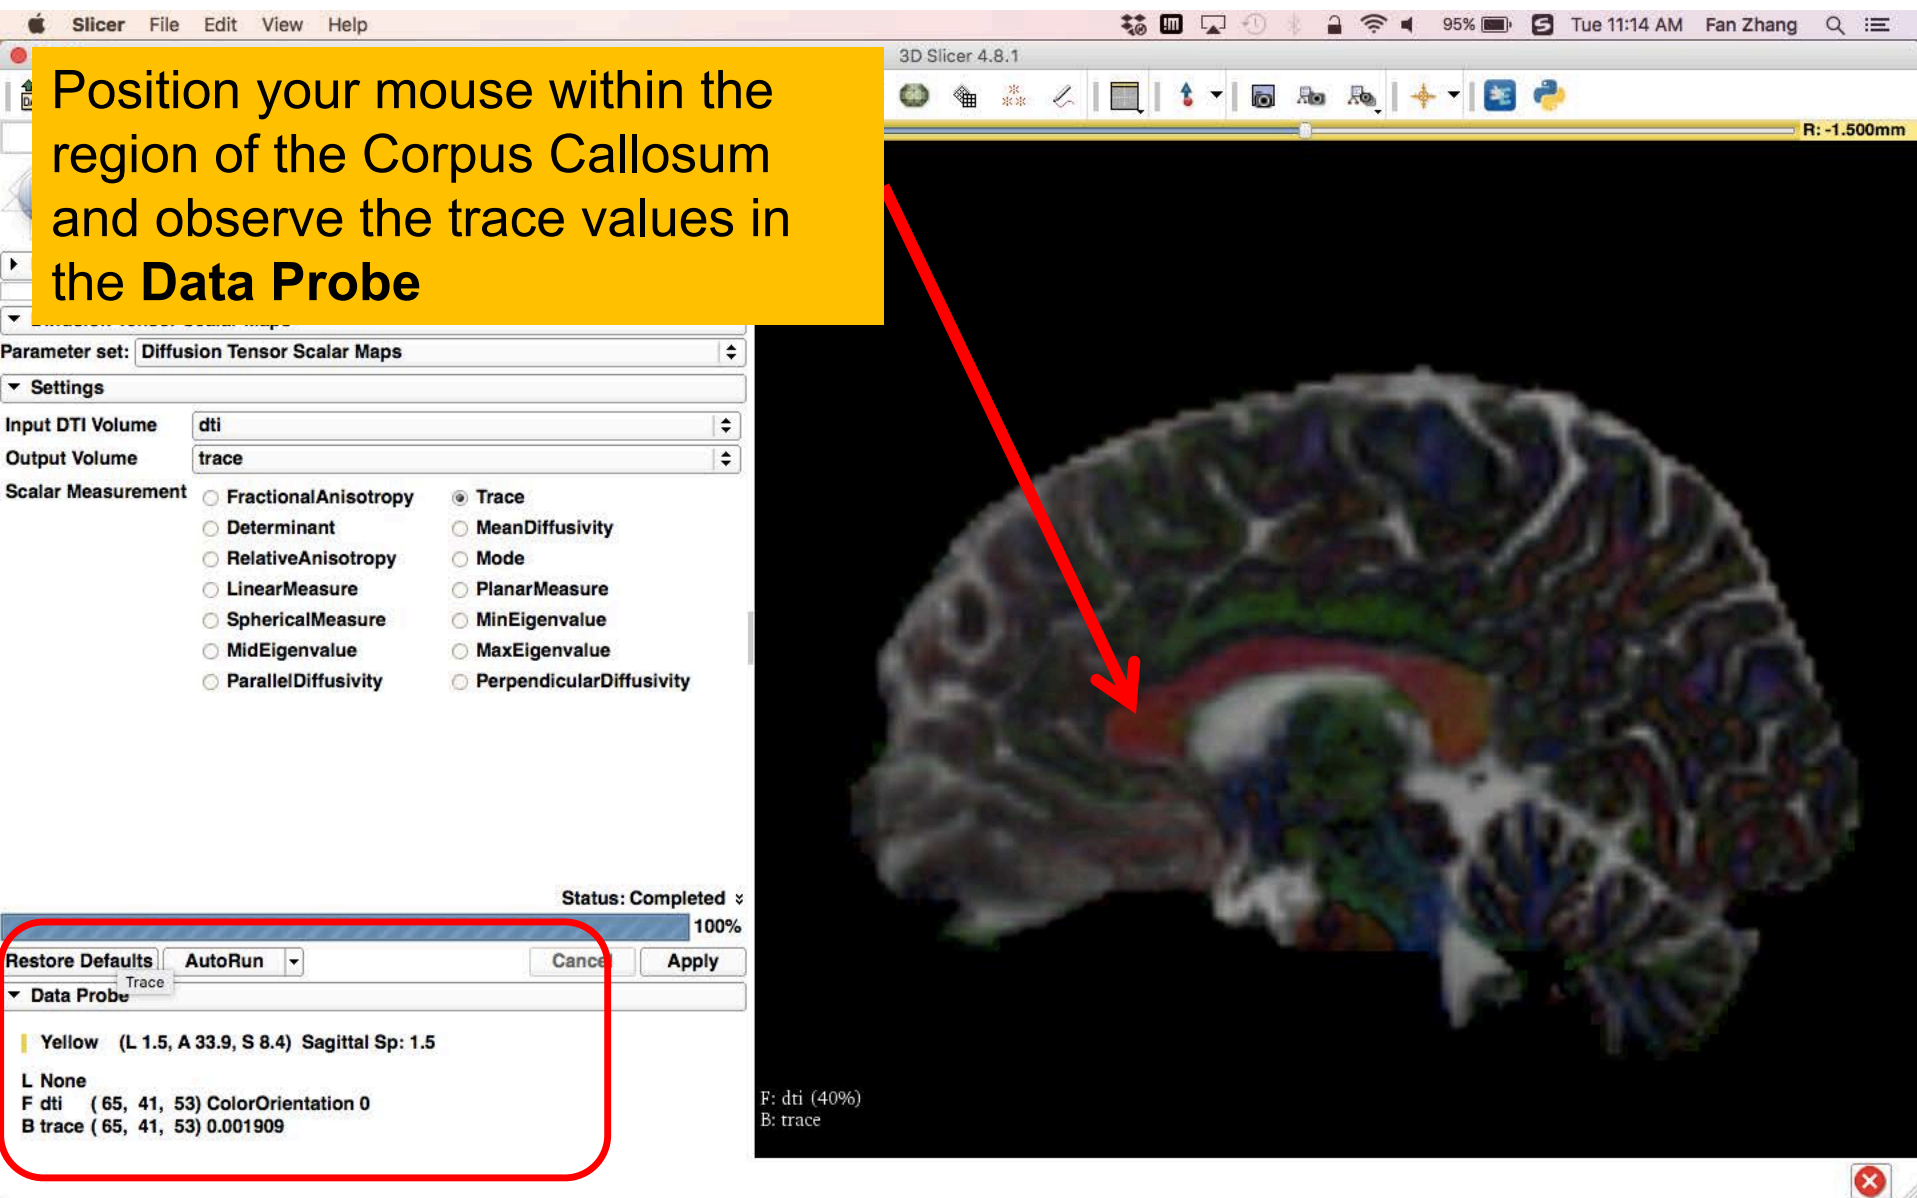 Slicer File Edit View Help 95% Tue 11:14 AM Fan Zhang
3D Slicer 4.8.1
R: -1.500mm
Position your mouse within the
region of the Corpus Callosum
and observe the trace values in
the Data Probe
Parameter set: Diffusion Tensor Scalar Maps
Settings
Input DTI Volume dti
Output Volume trace
Scalar Measurement FractionalAnisotropy Trace
Determinant MeanDiffusivity
RelativeAnisotropy Mode
LinearMeasure PlanarMeasure
SphericalMeasure MinEigenvalue
MidEigenvalue MaxEigenvalue
ParallelDiffusivity PerpendicularDiffusivity
Status: Completed
100%
Restore Defaults AutoRun Cancel Apply
Trace
Data Probe
Yellow (L 1.5, A 33.9, S 8.4) Sagittal Sp: 1.5
L None
F dti ( 65, 41, 53) ColorOrientation 0
B trace ( 65, 41, 53) 0.001909
F: dti (40%)
B: trace